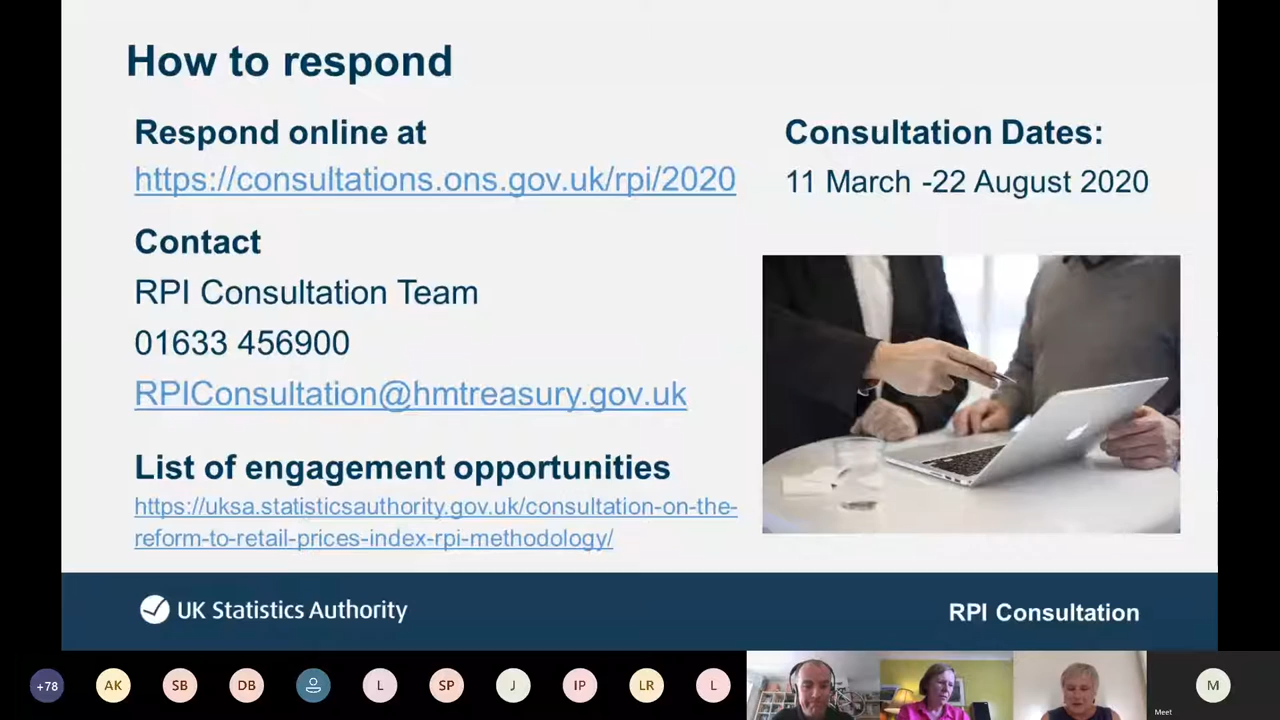 How to respond
Respond online at
https://consultations.ons.gov.uk/rpi/2020
Contact
RPI Consultation Team
01633 456900
RPIConsultation@hmtreasury.gov.uk
List of engagement opportunities
https://uksa.statisticsauthority.gov.uk/consultation-on-the-
reform-to-retail-prices-index-rpi-methodology/
Consultation Dates:
11 March -22 August 2020
UK Statistics Authority
RPI Consultation
+78
AK
SB
DB
L
SP
J
IP
LR
L
M
Meet